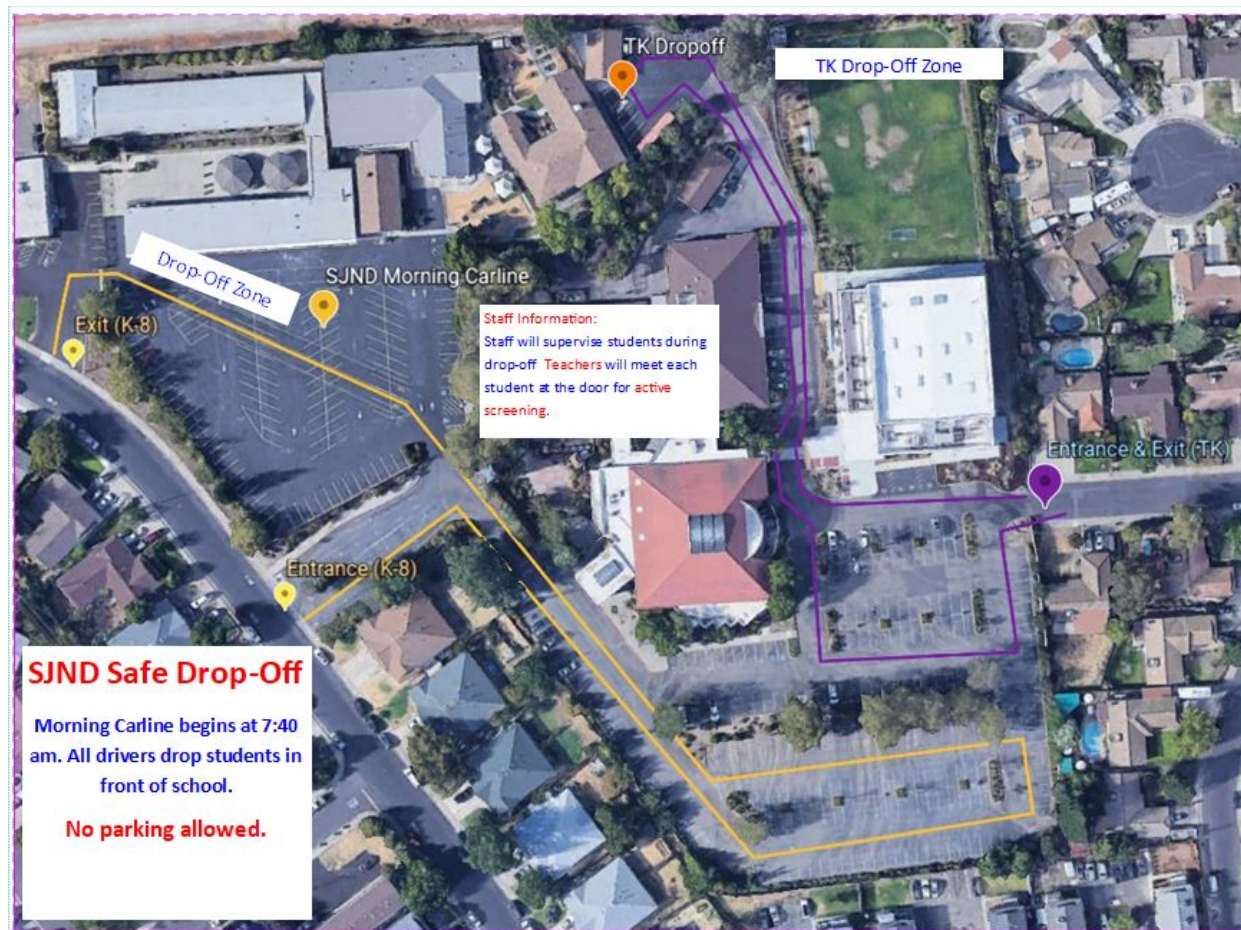 TK Dropoff
TK Drop-Off Zone
Drop-Off Zone
SJND Morning Carline
Exit (K-8)
Staff Information:
Staff will supervise students during
drop-off Teachers will meet each
student at the door for active
screening.
Entrance & Exit (TK)
Entrance (K-8)
SJND Safe Drop-Off
Morning Carline begins at 7:40
am. All drivers drop students in
front of school.
No parking allowed.